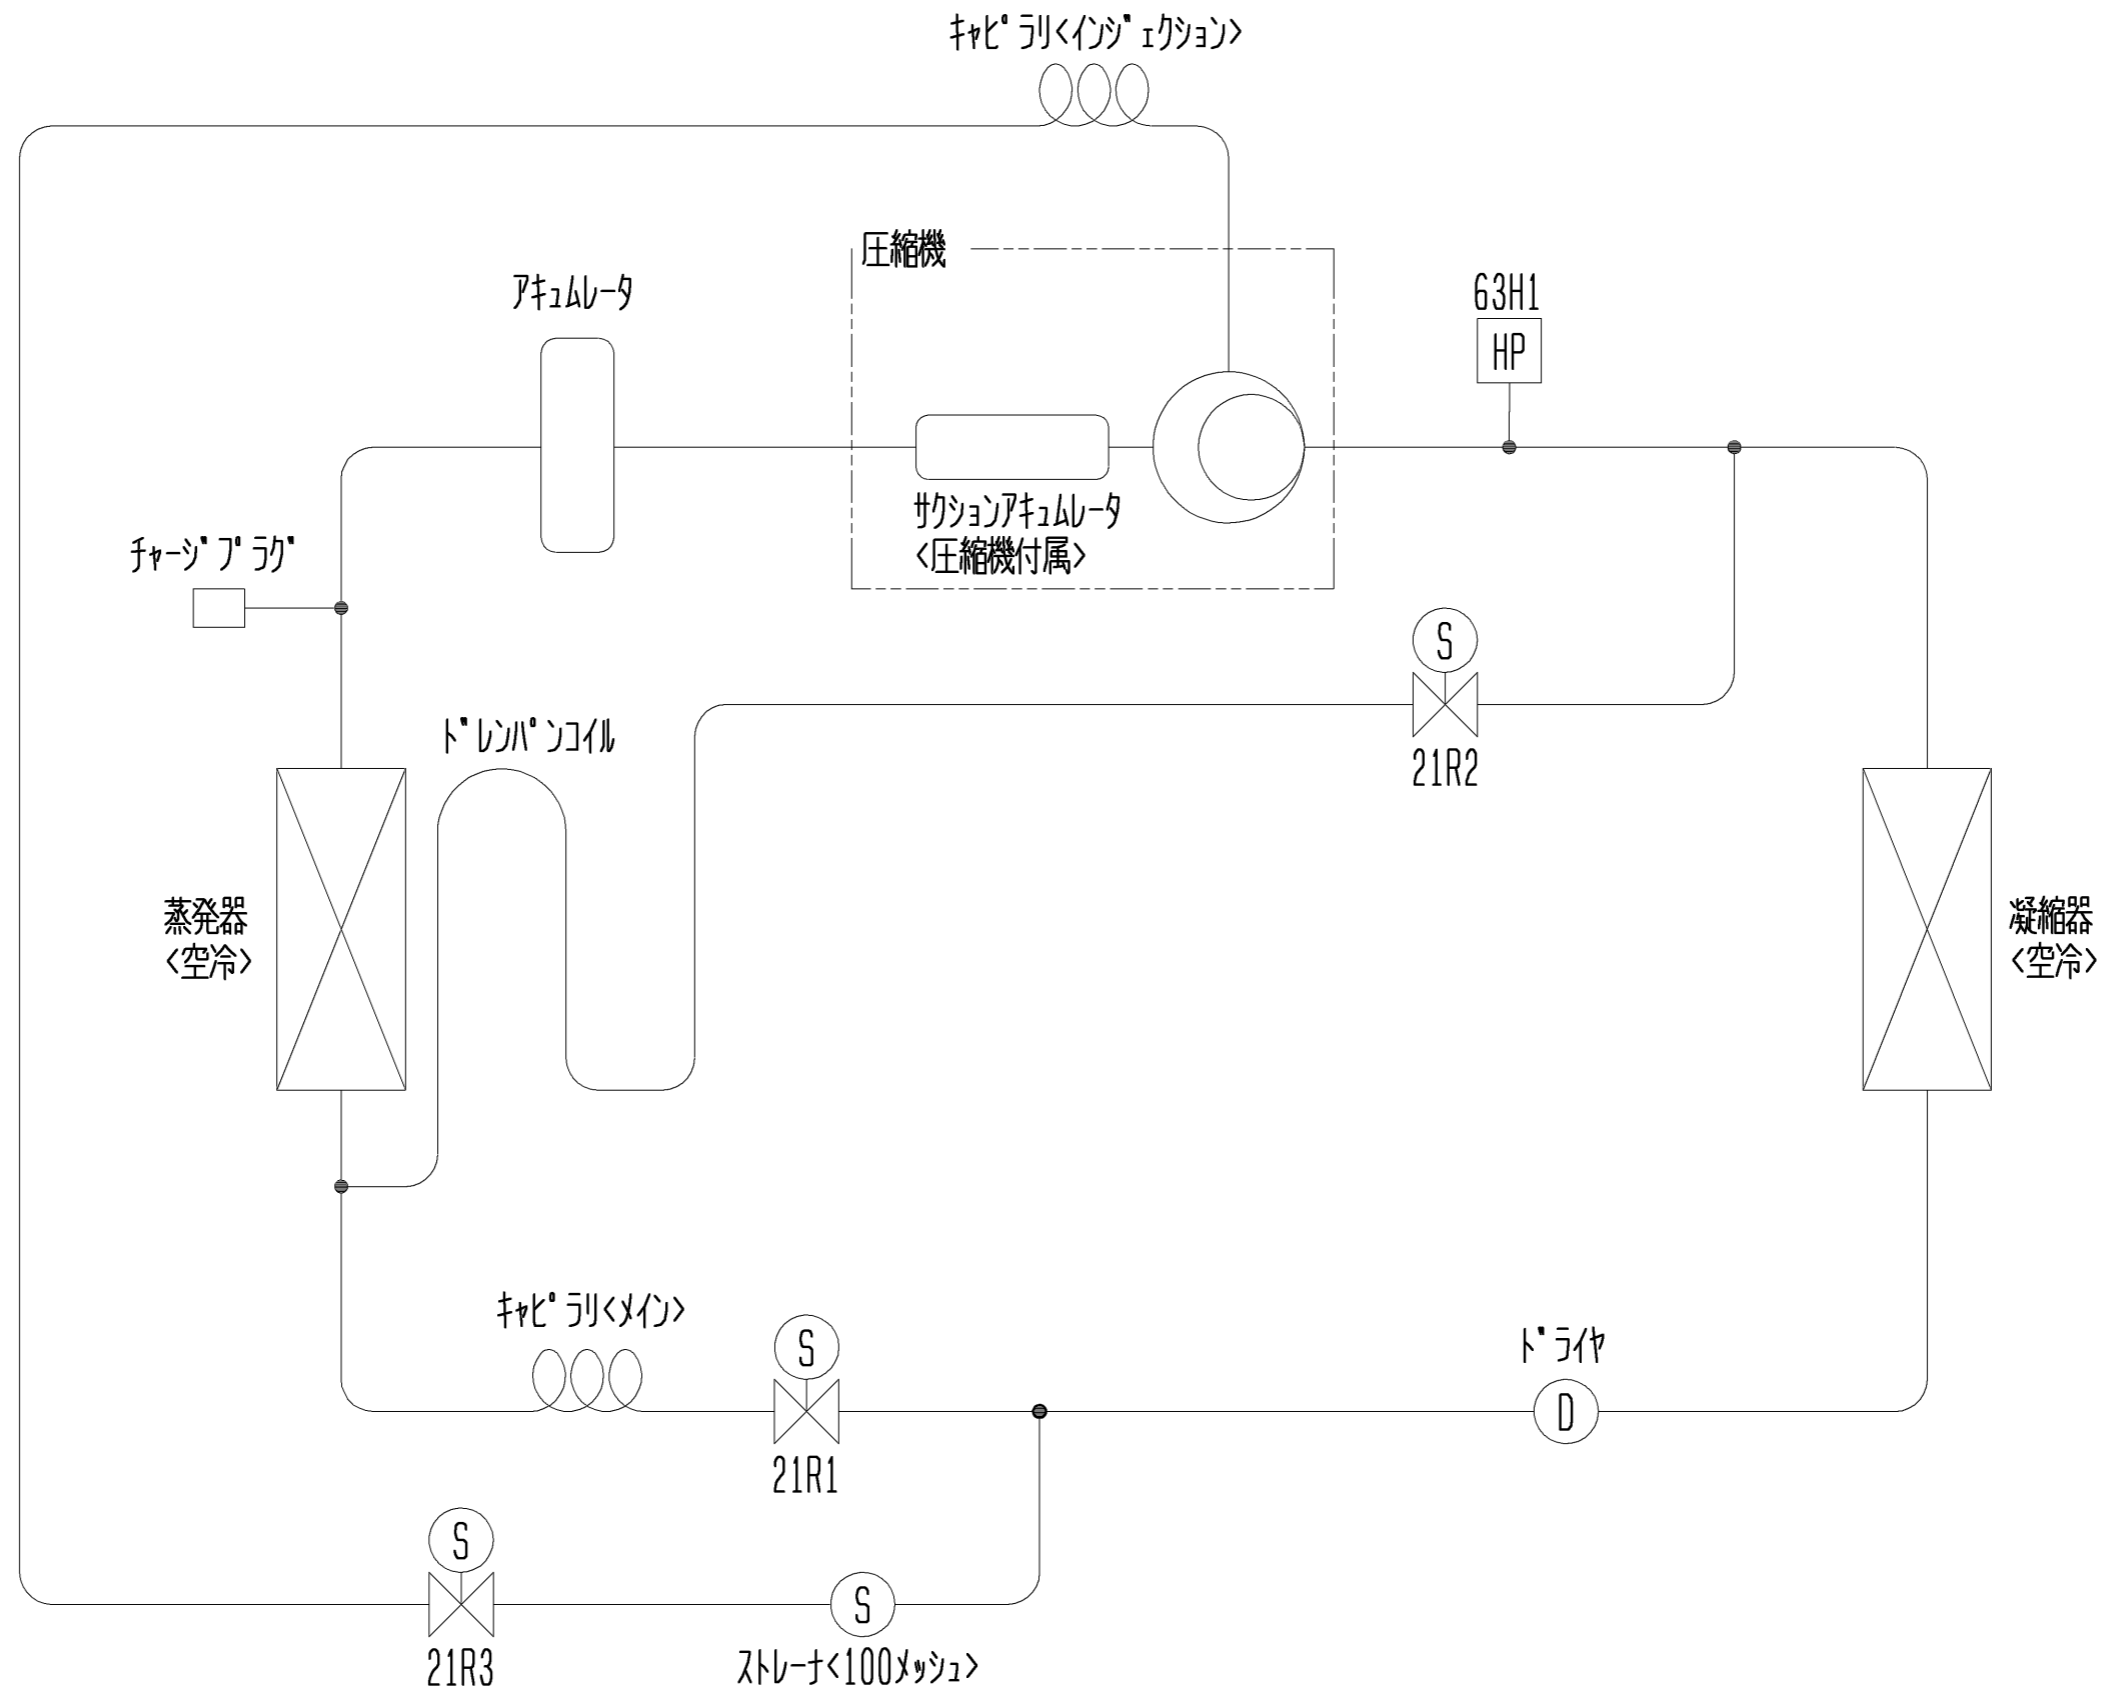 ｷｬﾋﾟﾗﾘ<ｲﾝｼﾞｪｸｼｮﾝ>
圧縮機
ｱｷｭﾑﾚｰﾀ
63H1
HP
ｻｸｼｮﾝｱｷｭﾑﾚｰﾀ
<圧縮機付属>
ﾁｬｰｼﾞﾌﾟﾗｸﾞ
S
21R2
ﾄﾞﾚﾝﾊﾟﾝｺｲﾙ
蒸発器
<空冷>
凝縮器
<空冷>
ｷｬﾋﾟﾗﾘ<ﾒｲﾝ>
S
21R1
ﾄﾞﾗｲﾔ
D
S
21R3
S
ｽﾄﾚｰﾅ<100ﾒｯｼｭ>